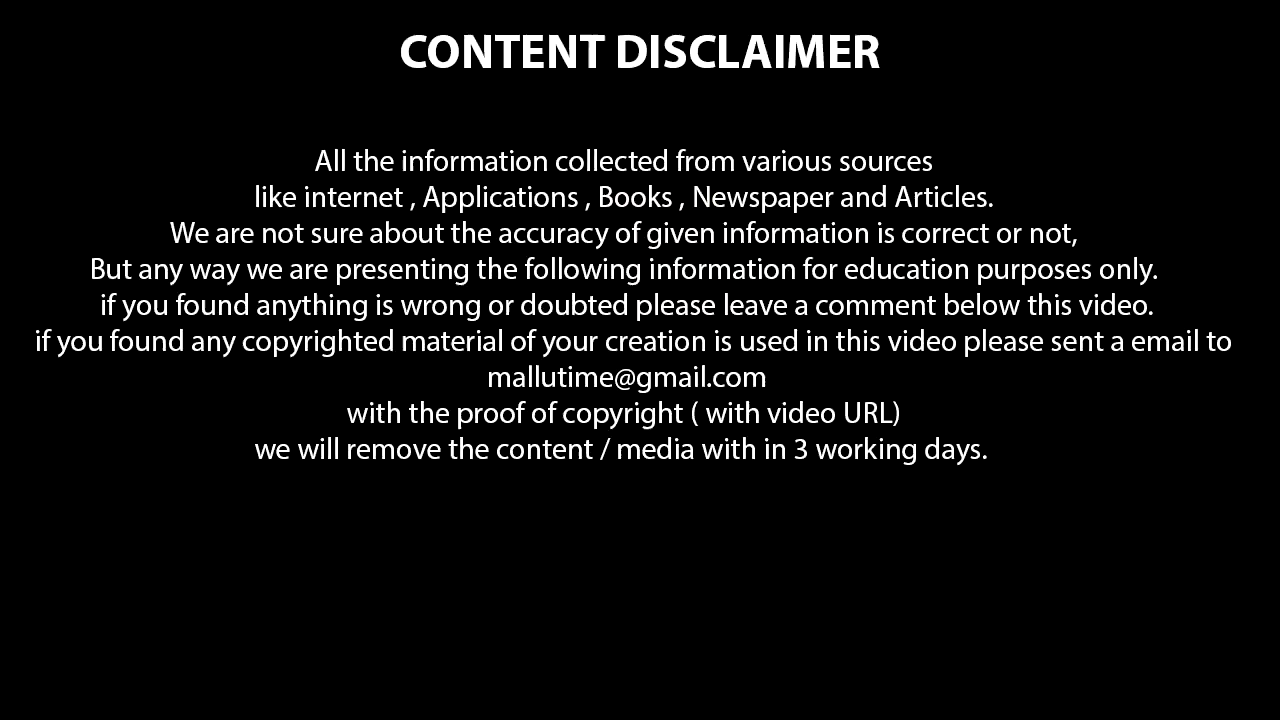 CONTENT DISCLAIMER
All the information collected from various sources
like internet , Applications , Books , Newspaper and Articles.
We are not sure about the accuracy of given information is correct or not,
But any way we are presenting the following information for education purposes only.
if you found anything is wrong or doubted please leave a comment below this video.
if you found any copyrighted material of your creation is used in this video please sent a email to
mallutime@gmail.com
with the proof of copyright ( with video URL)
we will remove the content / media with in 3 working days.